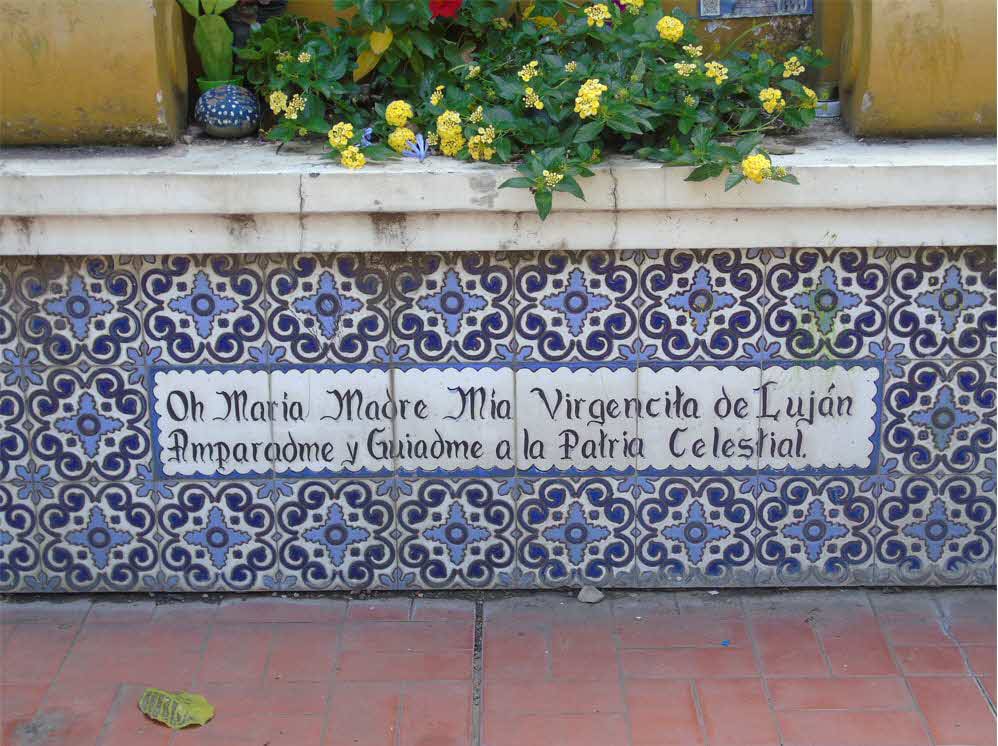 Oh María Madre Mía Virgencita de Luján
Amparadme y Guiadme a la Patria Celestial.